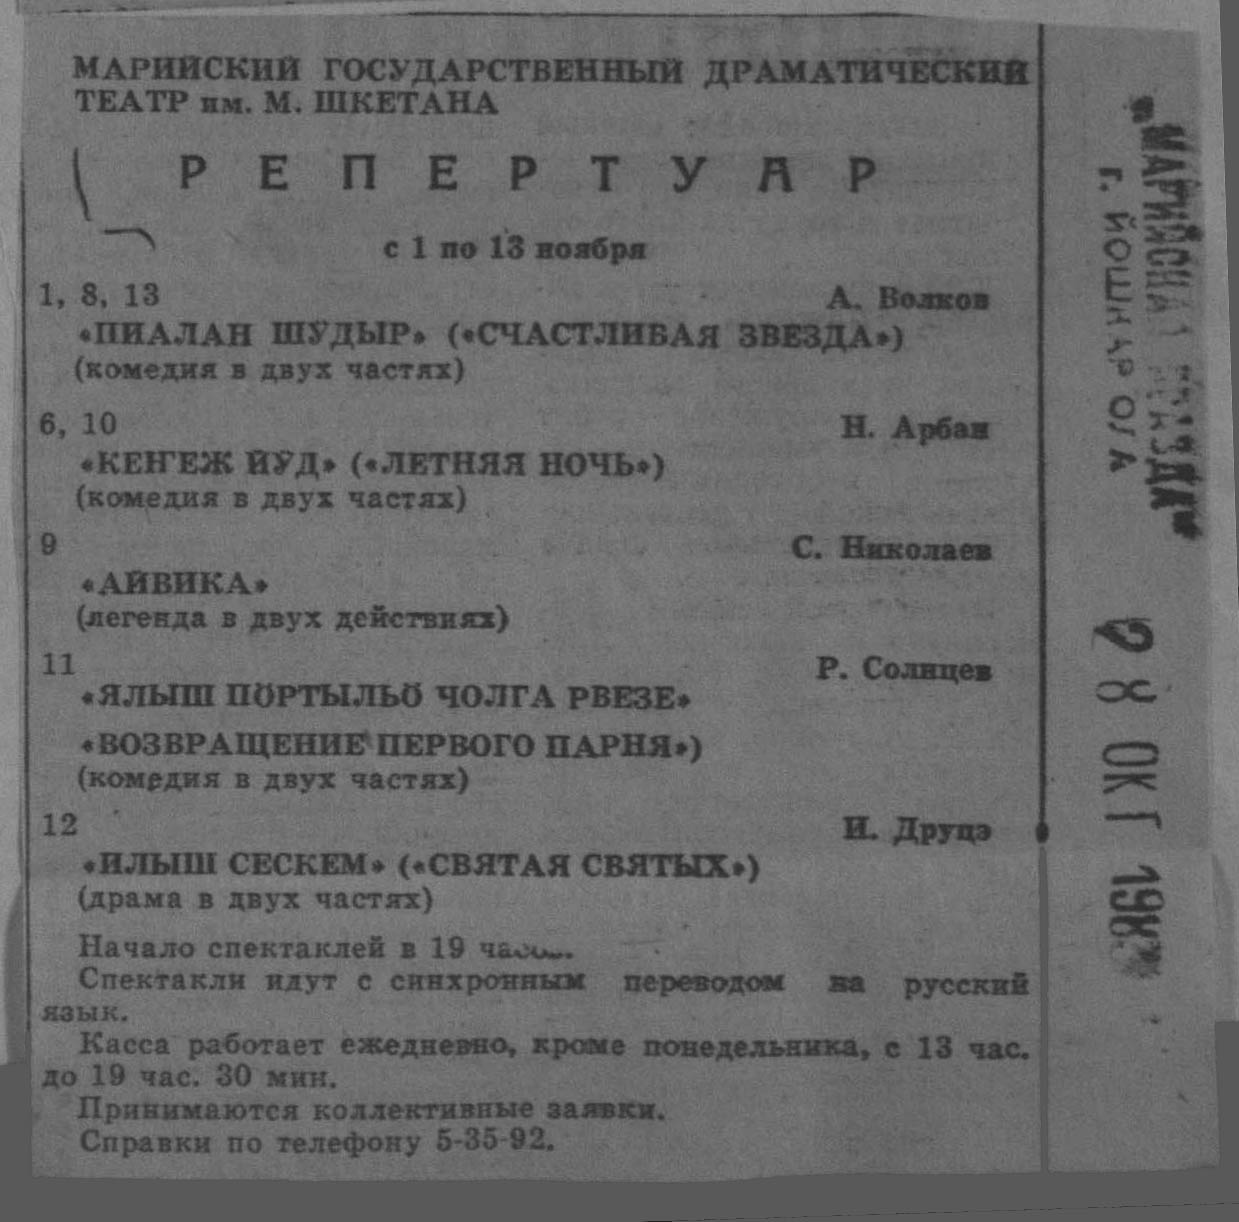 МАРИЙСКИЙ ГОСУДАРСТВЕННЫЙ ДРАМАТИЧЕСКИЙ
ТЕАТР им. М. ШКЕТАНА
РЕПЕРТУАР
с 1 по 13 ноября
1, 8, 13 А. Волков
«ПИАЛАН ШУДЫР» («СЧАСТЛИВАЯ ЗВЕЗДА»)
(комедия в двух частях)
6, 10 Н. Арбан
«КЕҤЕЖ ЙУД» («ЛЕТНЯЯ НОЧЬ»)
(комедия в двух частях)
9 С. Николаев
«АЙВИКА»
(легенда в двух действиях)
11 Р. Солнцев
«ЯЛЫШ ПӦРТЫЛЬӦ ЧОЛГА РВЕЗЕ»
«ВОЗВРАЩЕНИЕ ПЕРВОГО ПАРНЯ»)
(комедия в двух частях)
12 И. Друцэ
«ИЛЫШ СЕСКЕМ» («СВЯТАЯ СВЯТЫХ»)
(драма в двух частях)
Начало спектаклей в 19
Спектакли идут с синхронным переводом на русский
язык.
Касса работает ежедневно, кроме понедельника, с 13 час.
до 19 час. 30 мин.
Принимаются коллективные заявки.
Справки по телефону 5-35-92.
„МАРИЙСКАЯ ПРАВДА"
г. ЙОШКАР-ОЛА
28 ОКТ